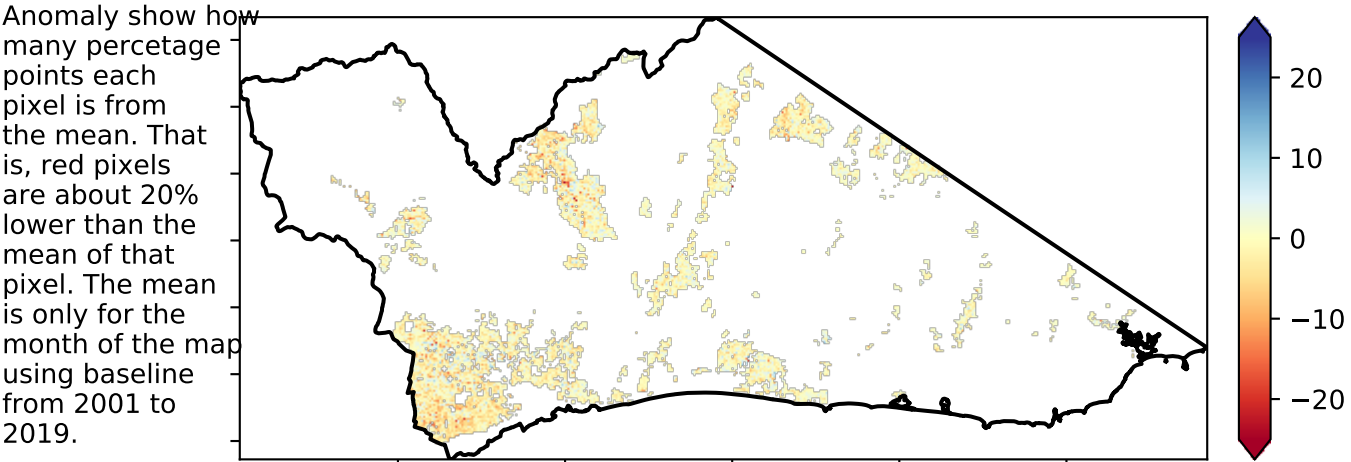 Anomaly show how
many percetage
points each
pixel is from
the mean. That
is, red pixels
are about 20%
lower than the
mean of that
pixel. The mean
is only for the
month of the map
using baseline
from 2001 to
2019.
20
10
0
−10
−20